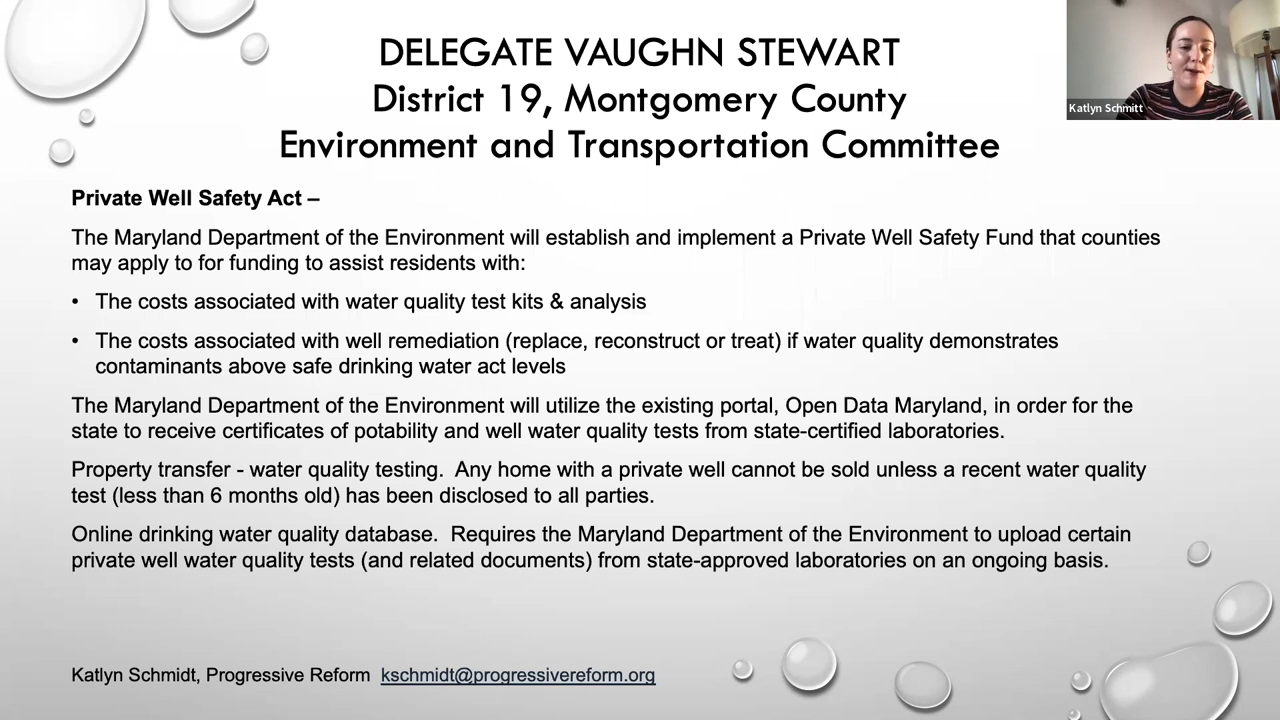 DELEGATE VAUGHN STEWART
District 19, Montgomery County
Environment and Transportation Committee
Katlyn Schmitt
Private Well Safety Act –
The Maryland Department of the Environment will establish and implement a Private Well Safety Fund that counties
may apply to for funding to assist residents with:
• The costs associated with water quality test kits & analysis
• The costs associated with well remediation (replace, reconstruct or treat) if water quality demonstrates
contaminants above safe drinking water act levels
The Maryland Department of the Environment will utilize the existing portal, Open Data Maryland, in order for the
state to receive certificates of potability and well water quality tests from state-certified laboratories.
Property transfer - water quality testing.  Any home with a private well cannot be sold unless a recent water quality
test (less than 6 months old) has been disclosed to all parties.
Online drinking water quality database.  Requires the Maryland Department of the Environment to upload certain
private well water quality tests (and related documents) from state-approved laboratories on an ongoing basis.
Katlyn Schmidt, Progressive Reform  kschmidt@progressivereform.org